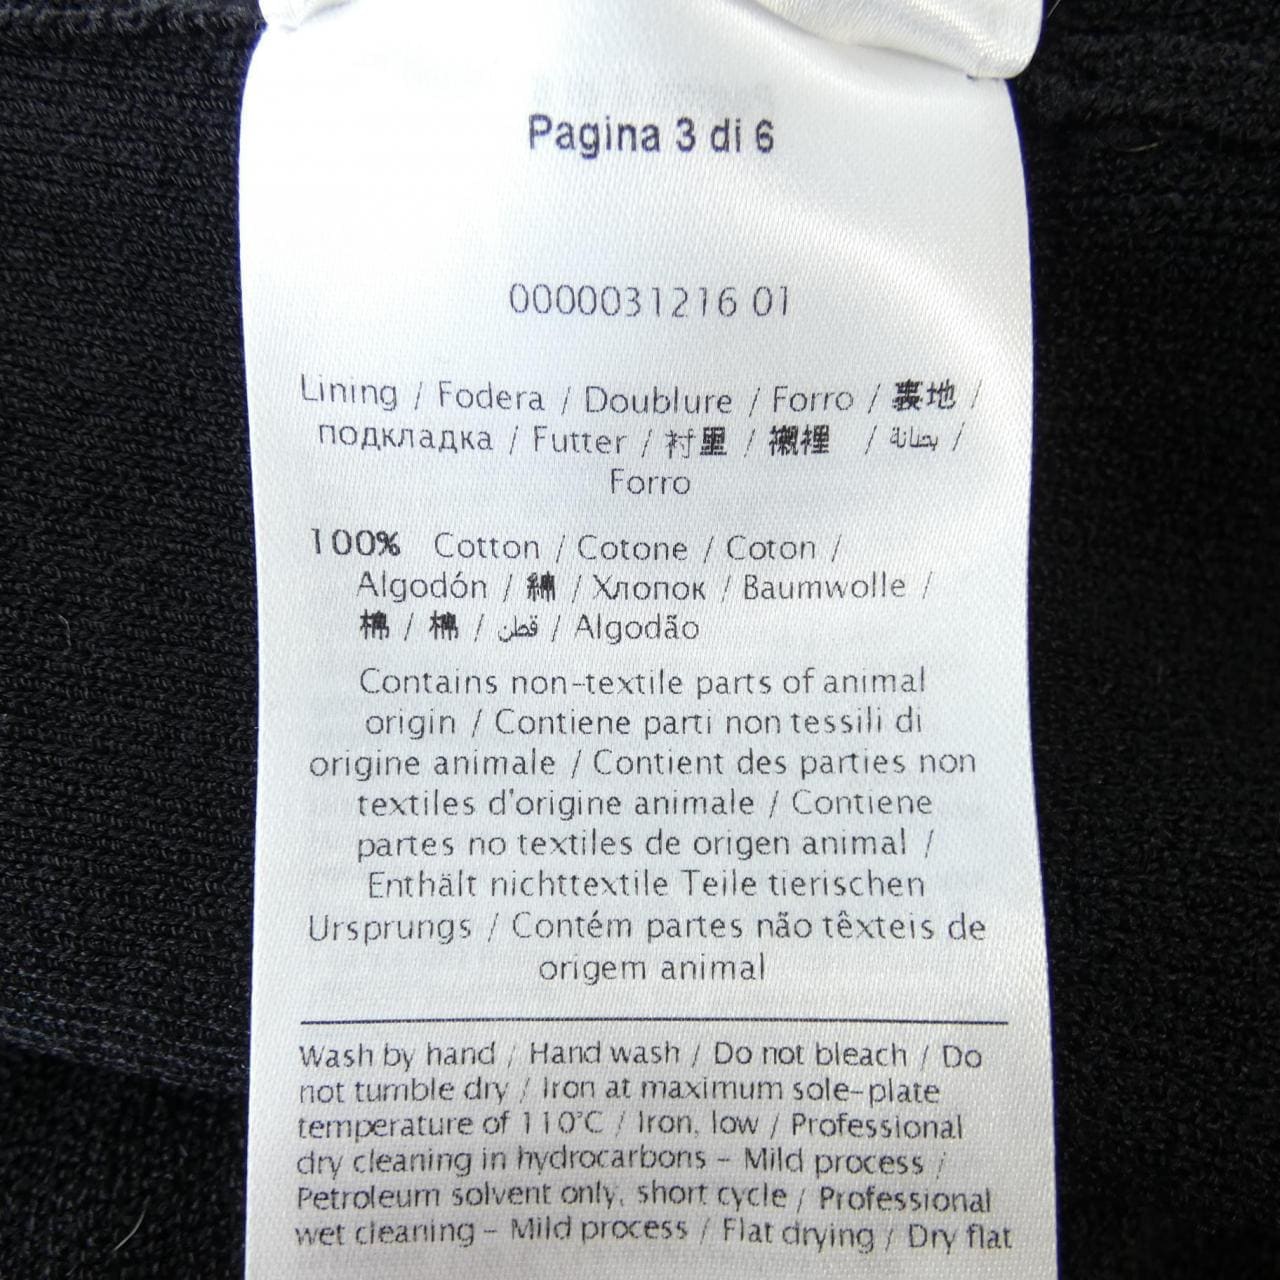 Pagina 3 di 6
0000031216 01
Lining / Fodera / Doublure / Forro / 裏地 /
подкладка / Futter / 衬里 / 襯裡 / بطانة /
Forro
100% Cotton / Cotone / Coton /
Algodón / 綿 / Хлопок / Baumwolle /
棉 / 棉 / قطن / Algodão
Contains non-textile parts of animal
origin / Contiene parti non tessili di
origine animale / Contient des parties non
textiles d'origine animale / Contiene
partes no textiles de origen animal /
Enthält nichttextile Teile tierischen
Ursprungs / Contém partes não têxteis de
origem animal
Wash by hand / Hand wash / Do not bleach / Do
not tumble dry / Iron at maximum sole-plate
temperature of 110°C / Iron, low / Professional
dry cleaning in hydrocarbons - Mild process /
Petroleum solvent only, short cycle / Professional
wet cleaning - Mild process / Flat drying / Dry flat